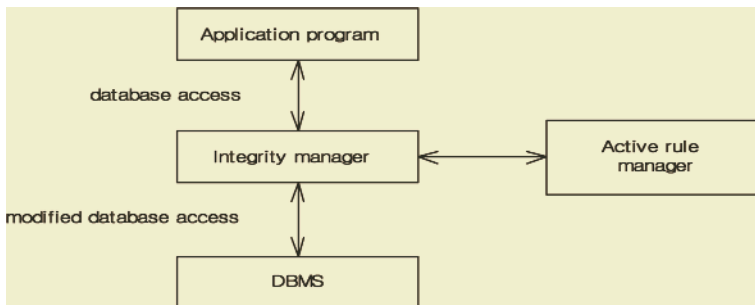 Application program
database access
Integrity manager
Active rule
manager
modified database access
DBMS